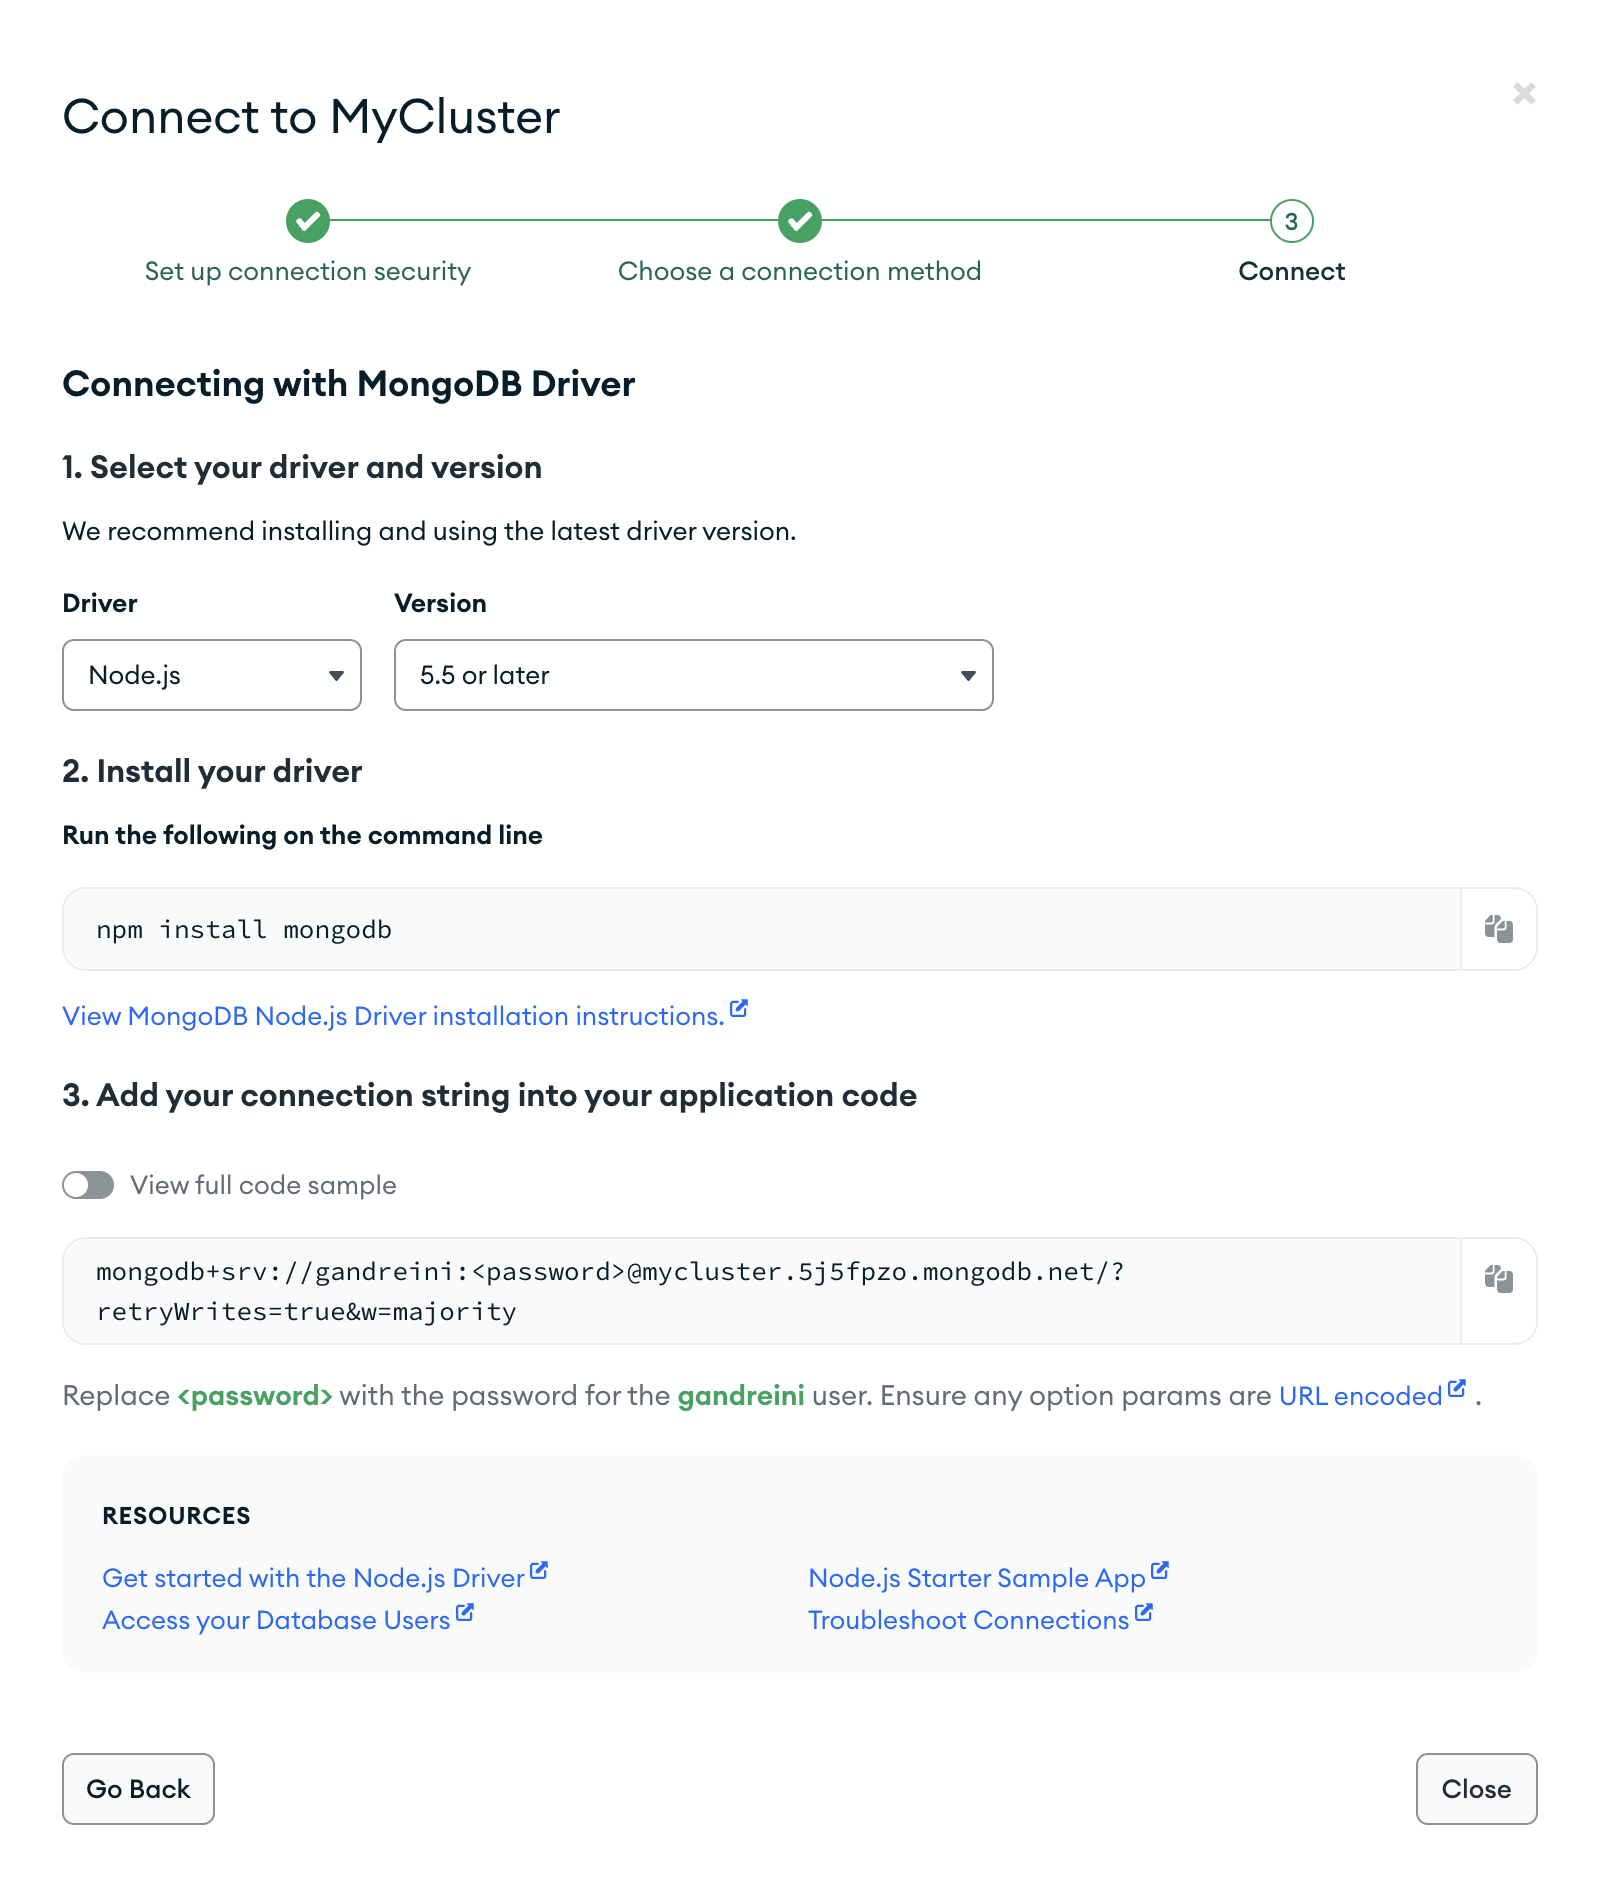 Connect to MyCluster
3
Set up connection security
Choose a connection method
Connect
Connecting with MongoDB Driver
1. Select your driver and version
We recommend installing and using the latest driver version.
Driver
Version
Node.js
5.5 or later
2. Install your driver
Run the following on the command line
npm install mongodb
View MongoDB Node.js Driver installation instructions.
3. Add your connection string into your application code
View full code sample
mongodb+srv://gandreini:<password>@mycluster.5j5fpzo.mongodb.net/?
retryWrites=true&w=majority
Replace <password> with the password for the gandreini user. Ensure any option params are URL encoded .
RESOURCES
Get started with the Node.js Driver
Node.js Starter Sample App
Access your Database Users
Troubleshoot Connections
Go Back
Close